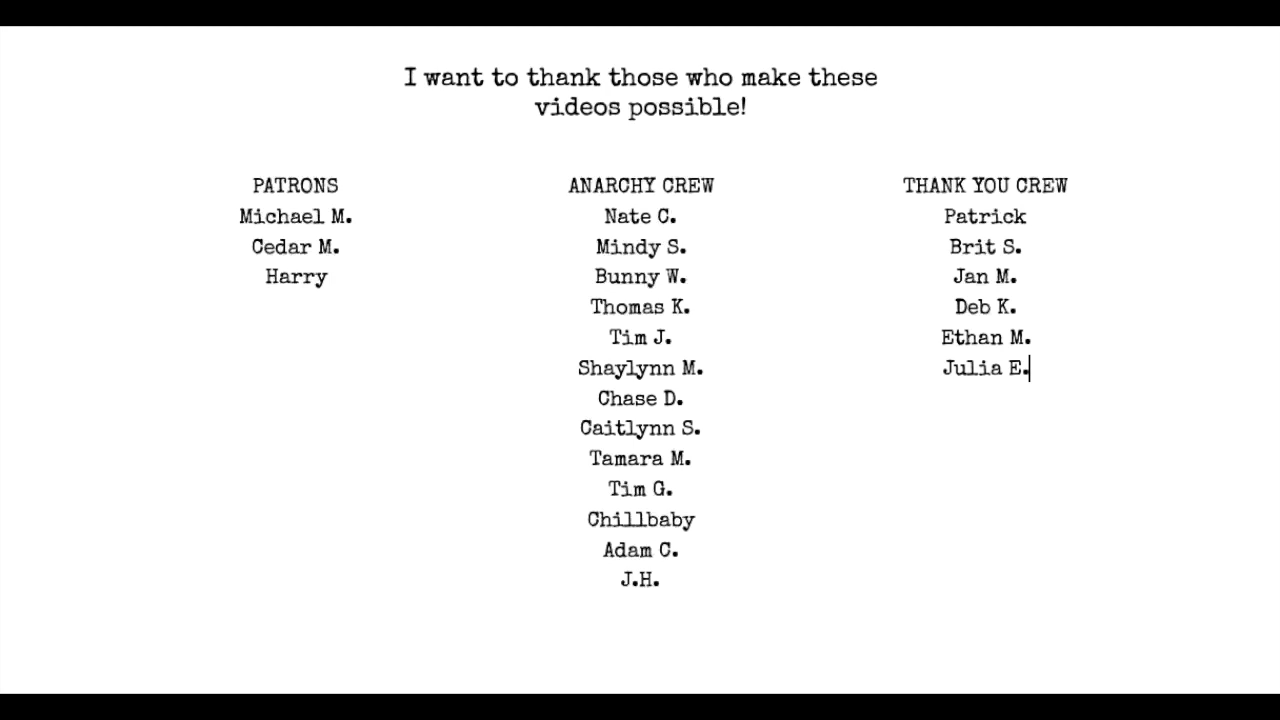 I want to thank those who make these
videos possible!
PATRONS
Michael M.
Cedar M.
Harry
ANARCHY CREW
Nate C.
Mindy S.
Bunny W.
Thomas K.
Tim J.
Shaylynn M.
Chase D.
Caitlynn S.
Tamara M.
Tim G.
Chillbaby
Adam C.
J.H.
THANK YOU CREW
Patrick
Brit S.
Jan M.
Deb K.
Ethan M.
Julia E.